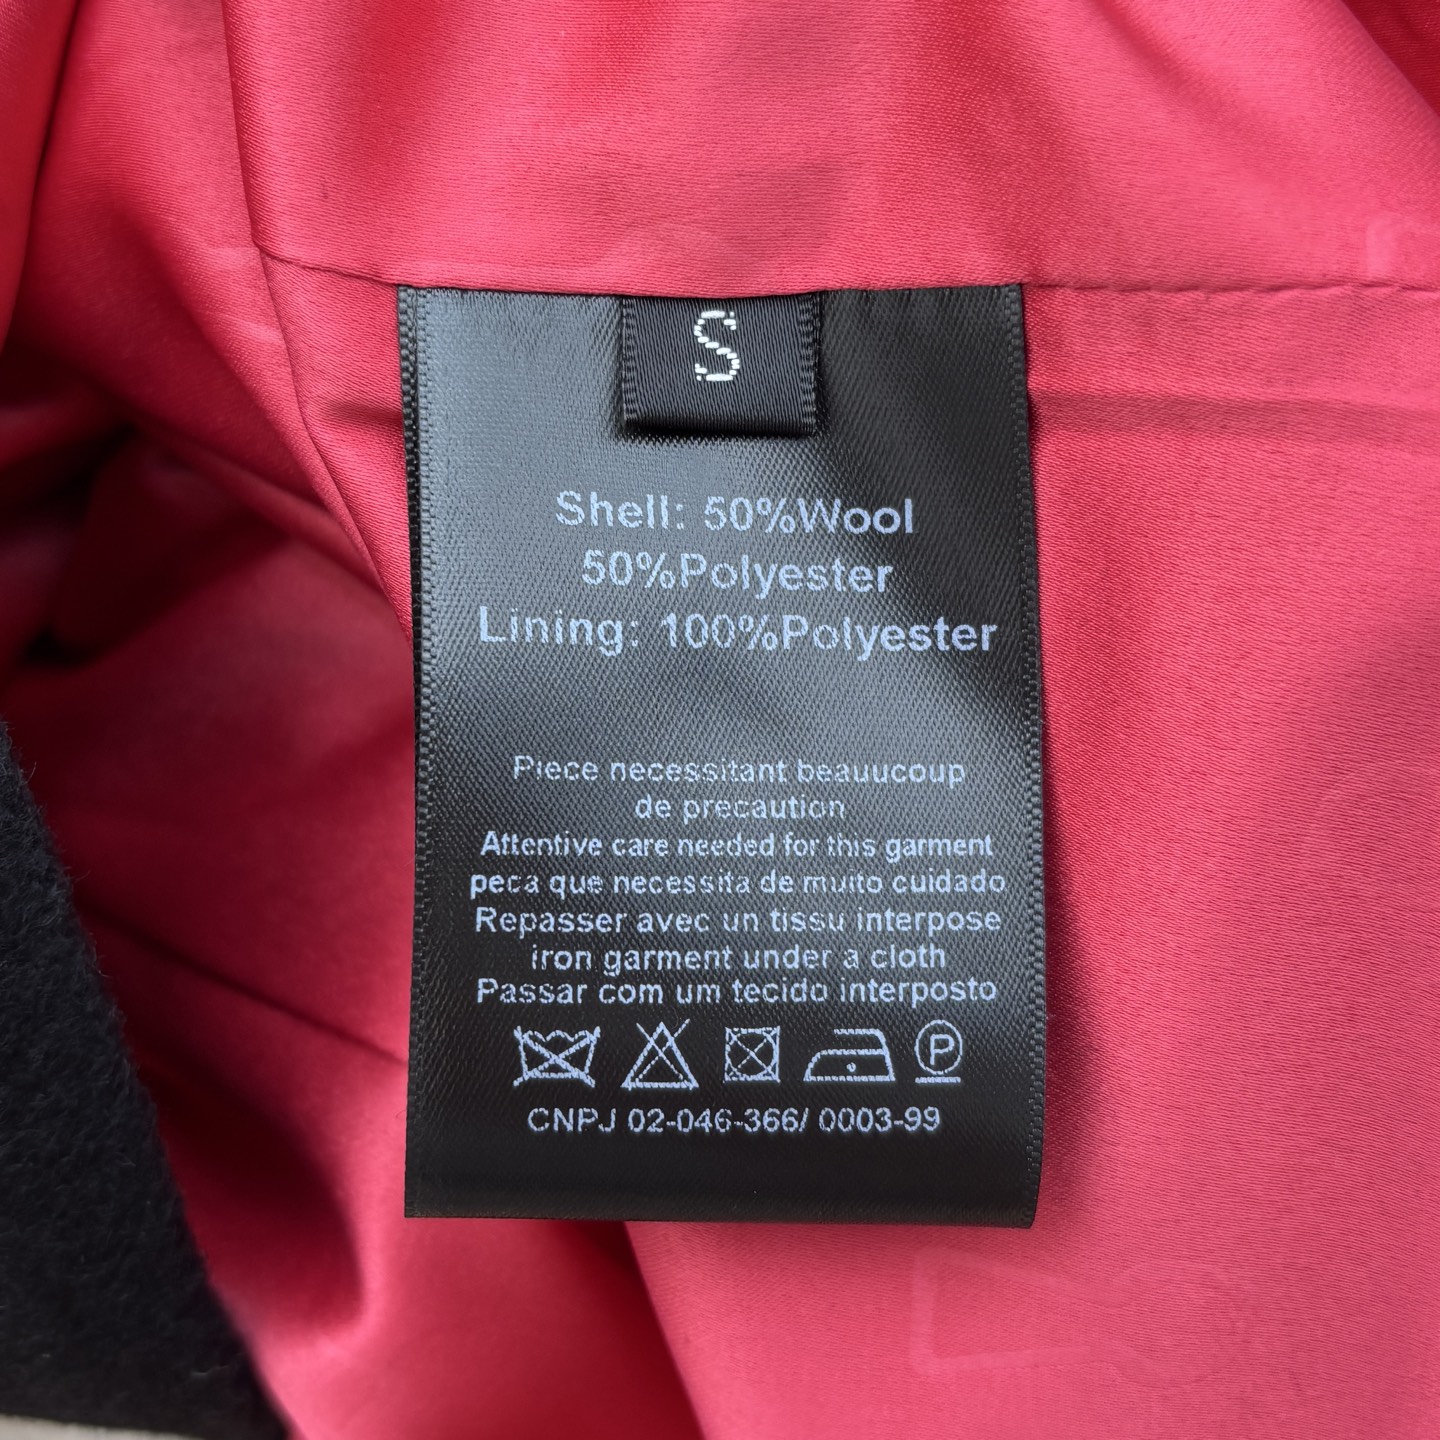 S
Shell: 50%Wool
50%Polyester
Lining: 100%Polyester
Piece necessitant beauucoup
de precaution
Attentive care needed for this garment
peca que necessita de muito cuidado
Repasser avec un tissu interpose
iron garment under a cloth
Passar com um tecido interposto
P
CNPJ 02-046-366/ 0003-99